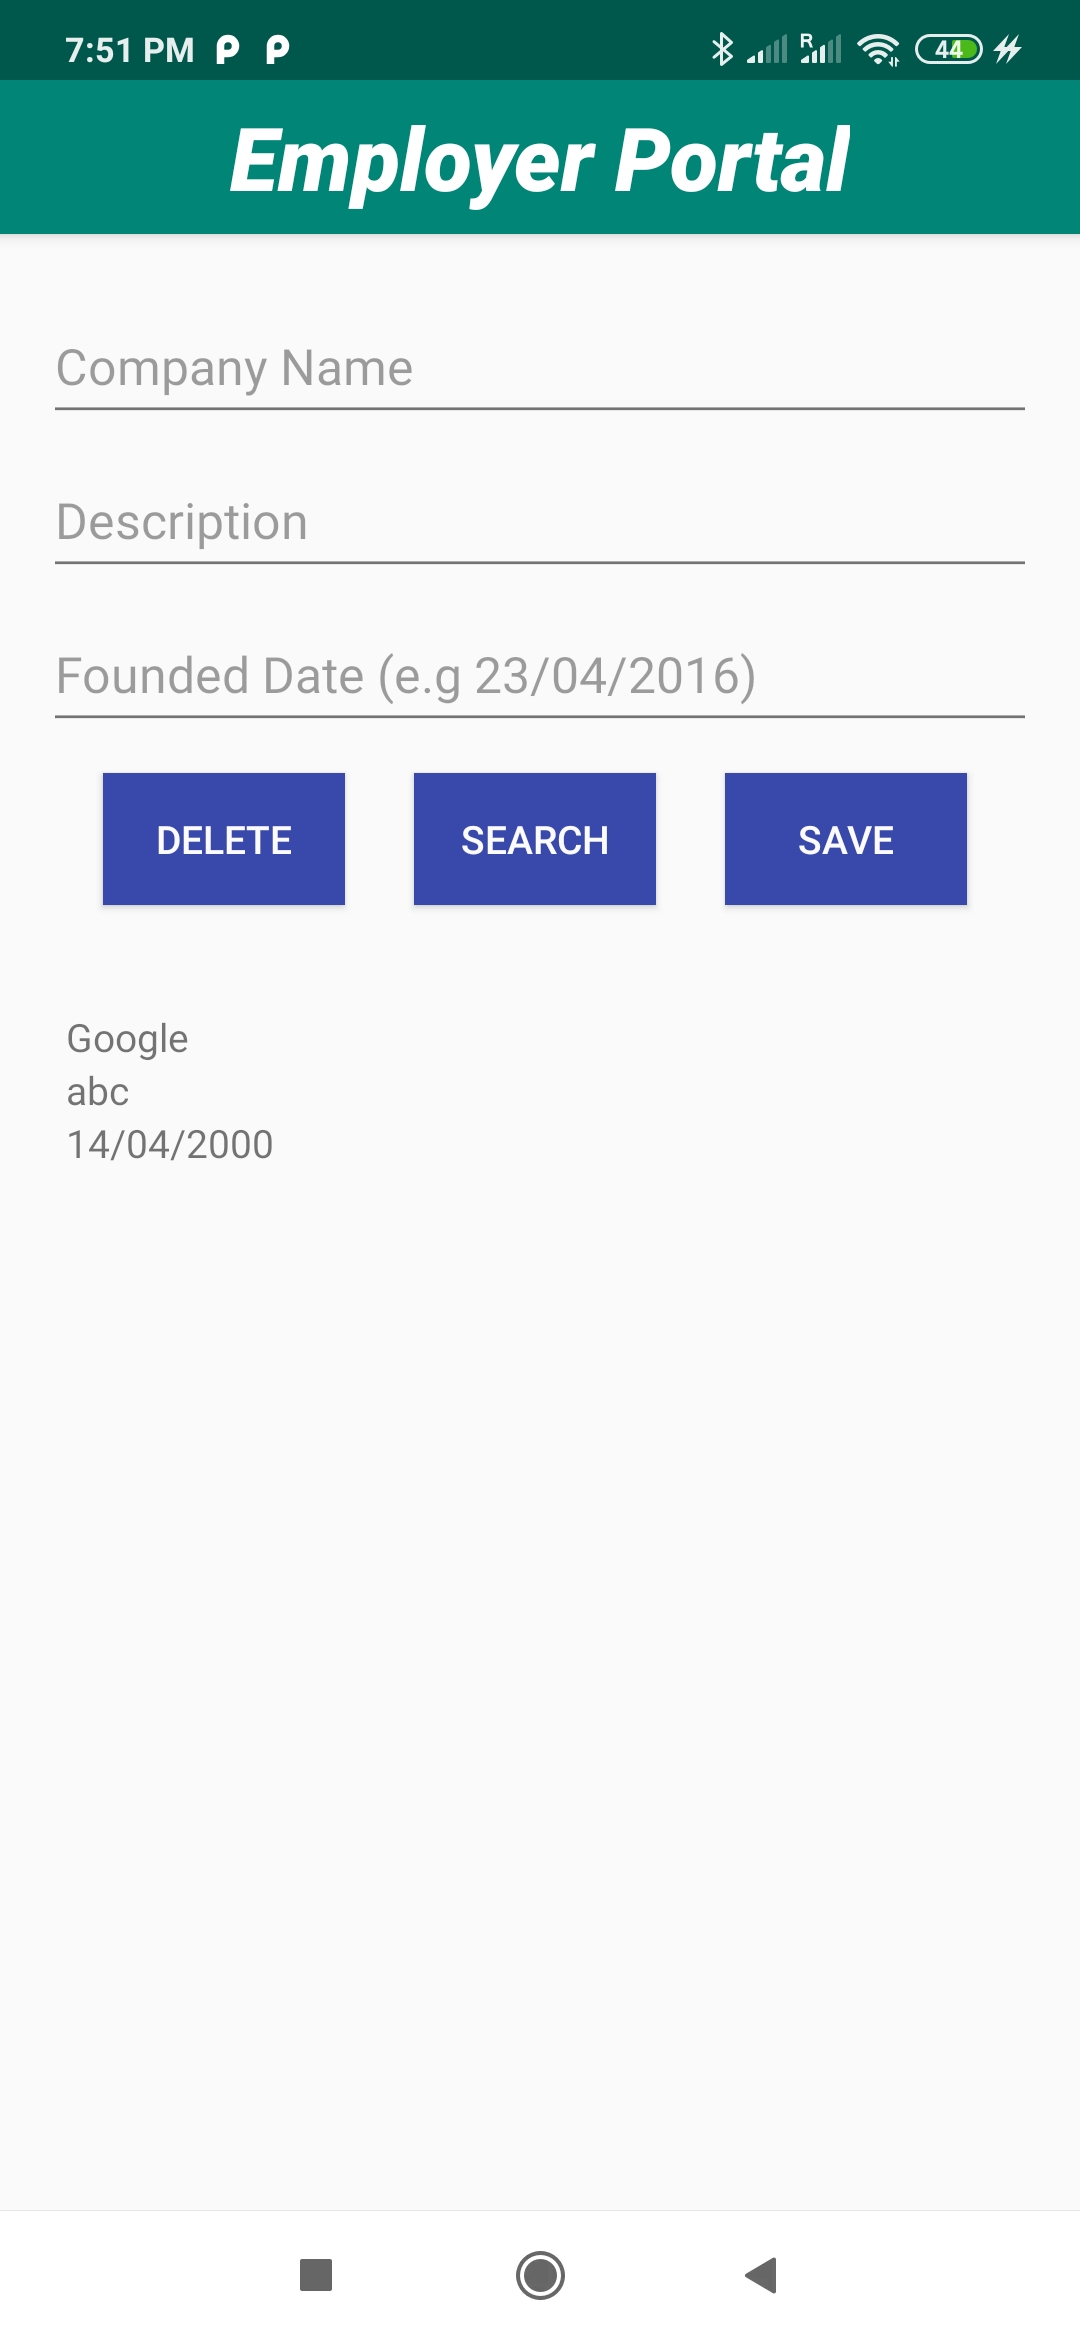 7:51 PM
R
44
Employer Portal
Company Name
Description
Founded Date (e.g 23/04/2016)
DELETE SEARCH SAVE
Google
abc
14/04/2000